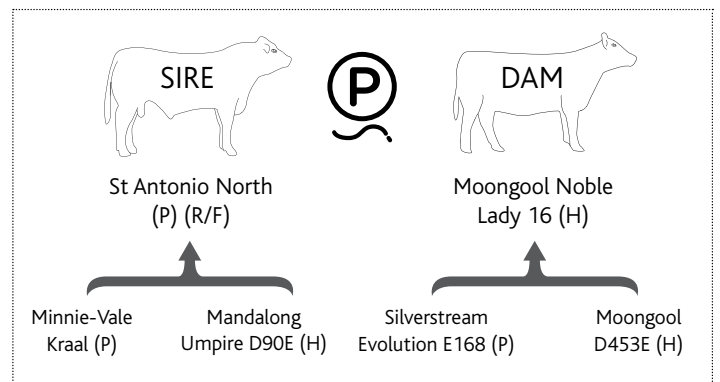 SIRE
P
DAM
St Antonio North
(P) (R/F)
Moongool Noble
Lady 16 (H)
Minnie-Vale
Kraal (P)
Mandalong
Umpire D90E (H)
Silverstream
Evolution E168 (P)
Moongool
D453E (H)